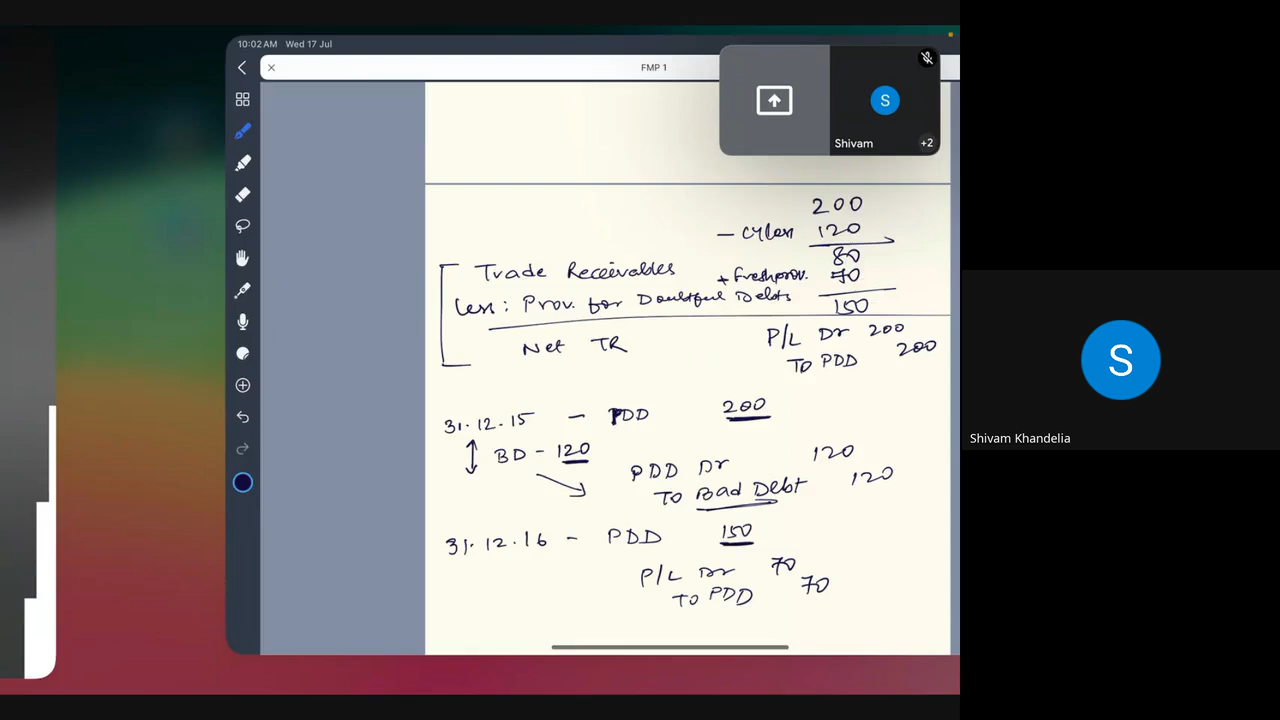 10:02 AM Wed 17 Jul
FMP 1
S
Shivam
+2
200
— cylen 120
80
Trade Receivables + Fresh prov. 70
Less: Prov. for Doubtful Debts 150
Net TR
P/L Dr 200
To PDD 200
31.12.15 — PDD 200
BD - 120
PDD Dr 120
To Bad Debt 120
31.12.16 — PDD 150
P/L Dr 70
To PDD 70
S
Shivam Khandelia